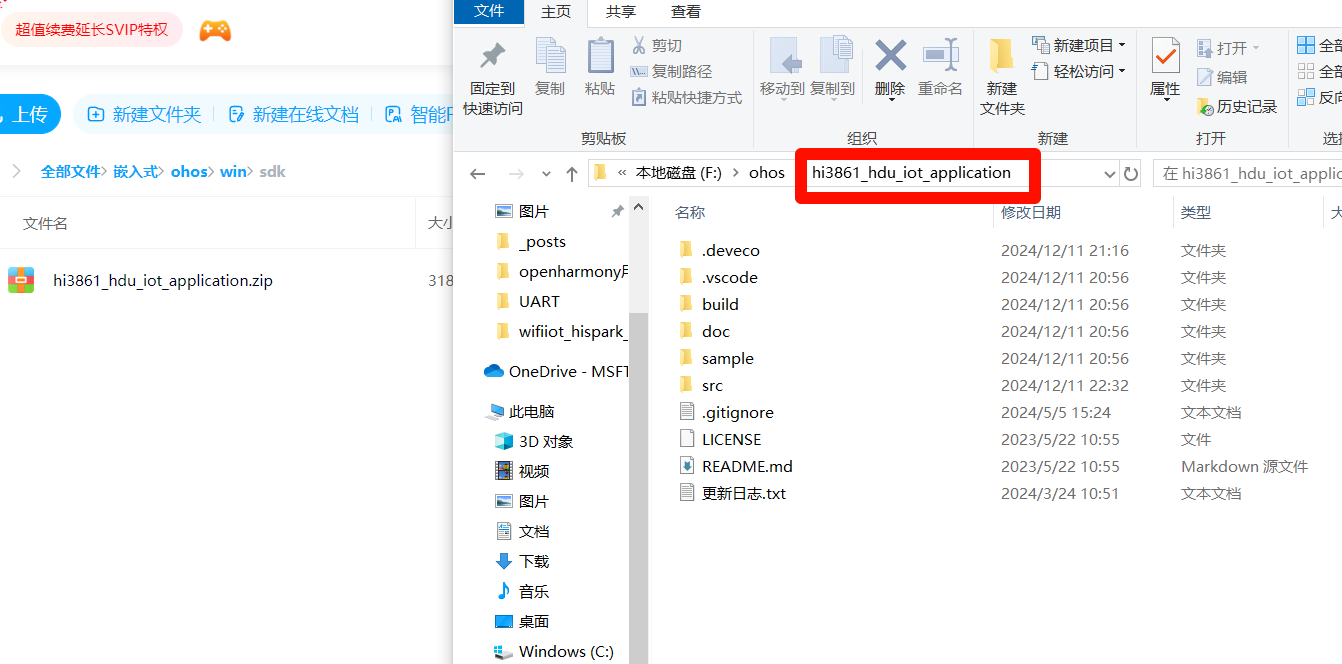 超值续费延长SVIP特权
上传
新建文件夹
新建在线文档
智能
全部文件> 嵌入式> ohos> win> sdk
文件名
大小
hi3861_hdu_iot_application.zip
318
文件
主页
共享
查看
固定到
快速访问
复制
粘贴
剪切
复制路径
粘贴快捷方式
剪贴板
移动到
复制到
删除
重命名
组织
新建
文件夹
新建项目
轻松访问
新建
属性
打开
编辑
历史记录
打开
全部
全部
反向
选择
« 本地磁盘 (F:) > ohos
hi3861_hdu_iot_application
在 hi3861_hdu_iot_applic
图片
_posts
openharmony
UART
wifiiot_hispark_
OneDrive - MSFT
此电脑
3D 对象
视频
图片
文档
下载
音乐
桌面
Windows (C:)
名称 修改日期 类型
.deveco 2024/12/11 21:16 文件夹
.vscode 2024/12/11 20:56 文件夹
build 2024/12/11 20:56 文件夹
doc 2024/12/11 20:56 文件夹
sample 2024/12/11 20:56 文件夹
src 2024/12/11 22:32 文件夹
.gitignore 2024/5/5 15:24 文本文档
LICENSE 2023/5/22 10:55 文件
README.md 2023/5/22 10:55 Markdown 源文件
更新日志.txt 2024/3/24 10:51 文本文档